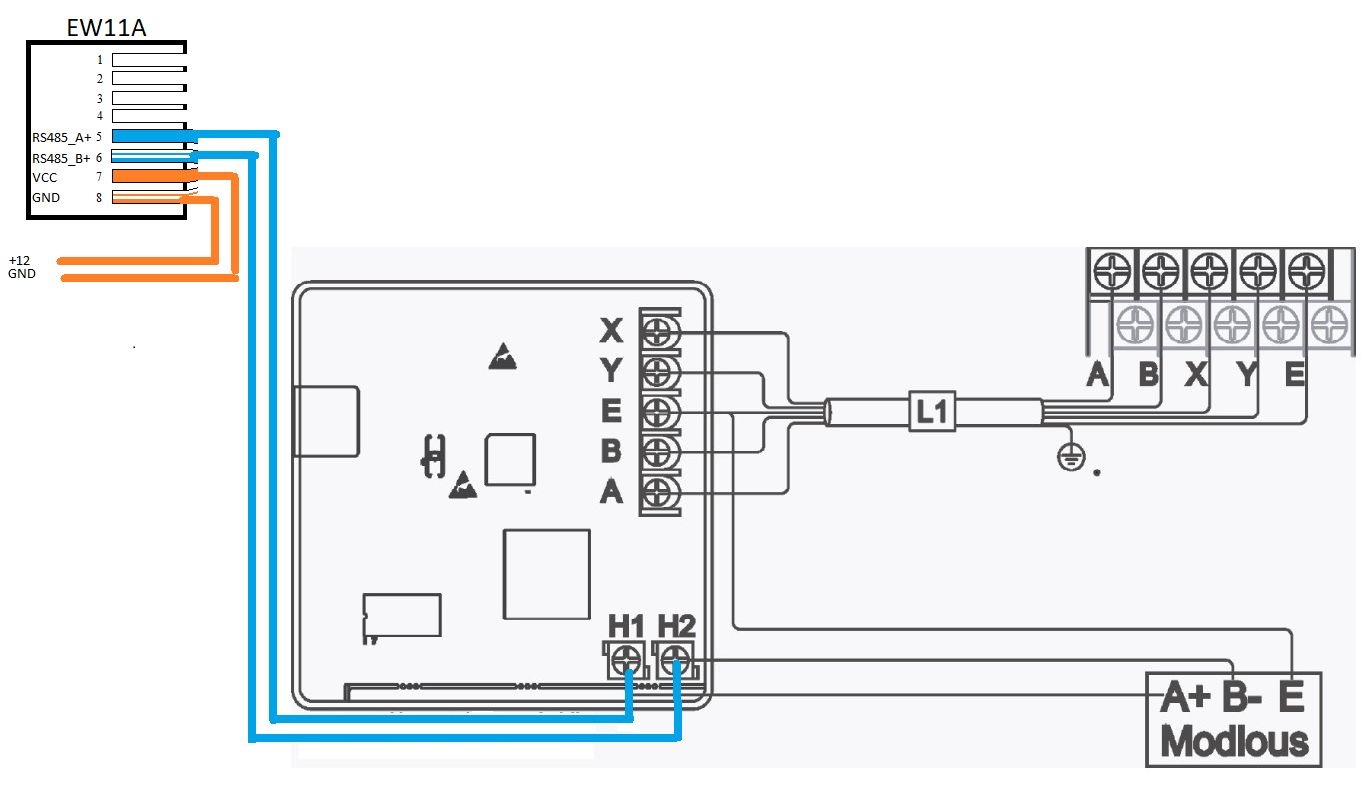 EW11A
1
2
3
4
RS485_A+ 5
RS485_B+ 6
VCC 7
GND 8
+12
GND
X
Y
E
B
A
L1
A B X Y E
H1 H2
A+ B- E
Modlous